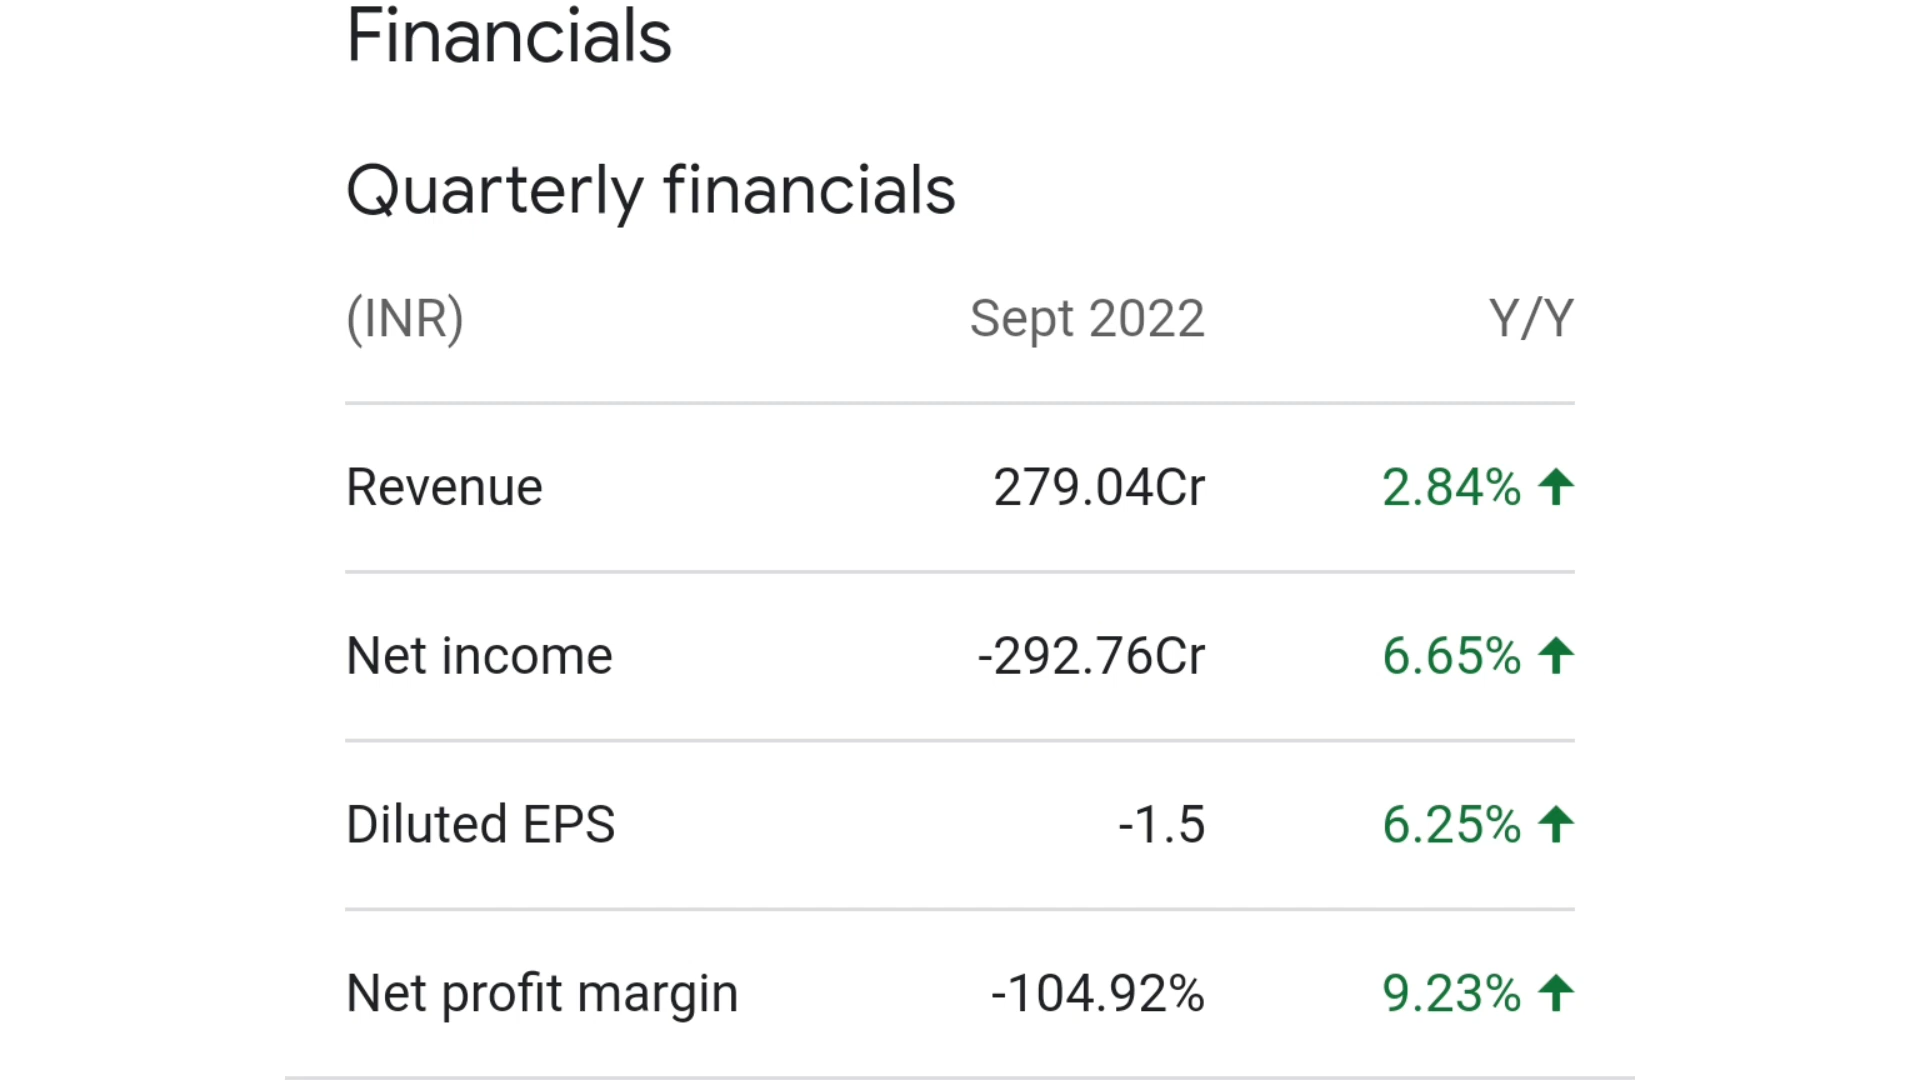 Financials
Quarterly financials
(INR) Sept 2022 Y/Y
Revenue 279.04Cr 2.84% ↑
Net income -292.76Cr 6.65% ↑
Diluted EPS -1.5 6.25% ↑
Net profit margin -104.92% 9.23% ↑